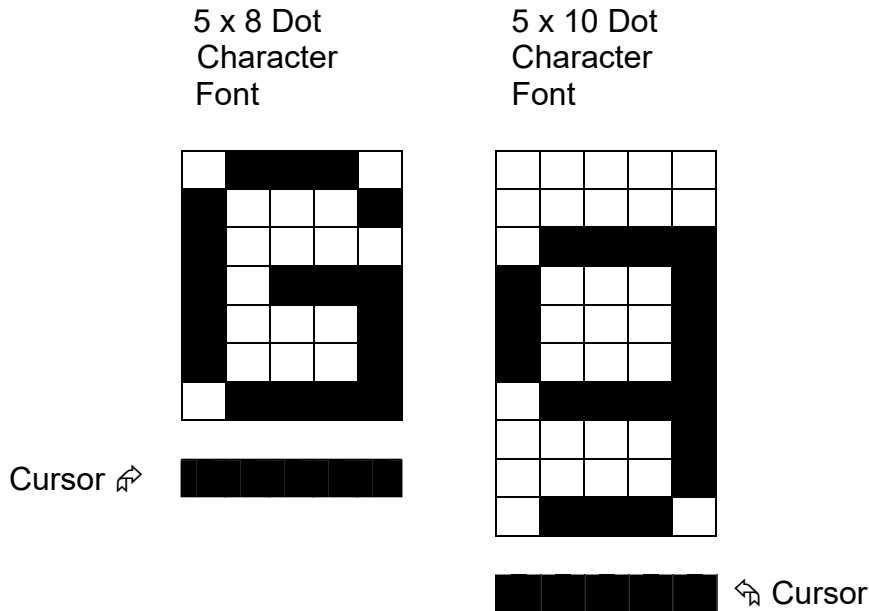 5 x 8 Dot
Character
Font
5 x 10 Dot
Character
Font
Cursor
Cursor